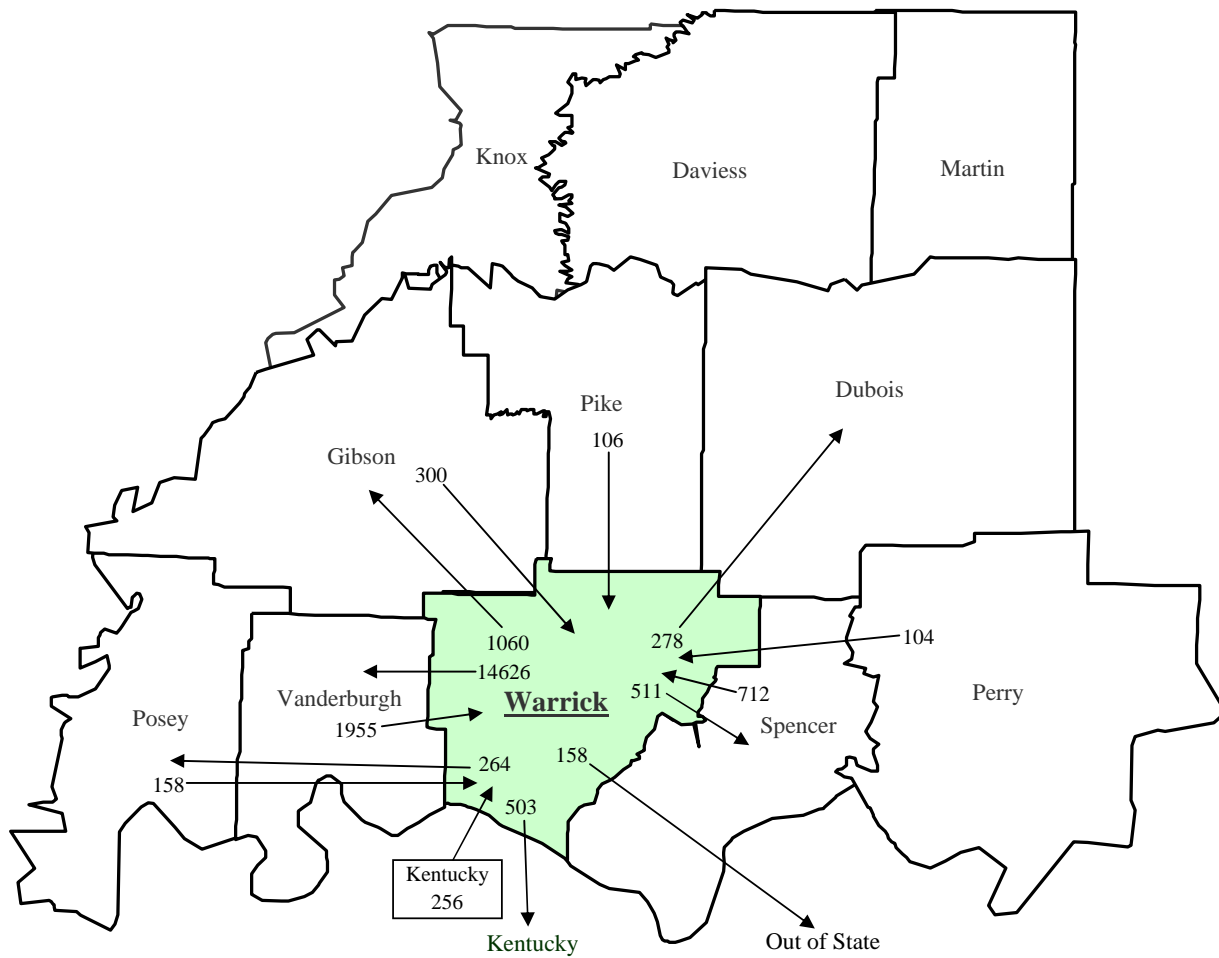 Knox
Daviess
Martin
Dubois
Pike
106
Gibson
300
1060
278
104
14626
Vanderburgh
511
712
Perry
Warrick
Posey
1955
Spencer
264
158
158
503
Kentucky
256
Kentucky
Out of State